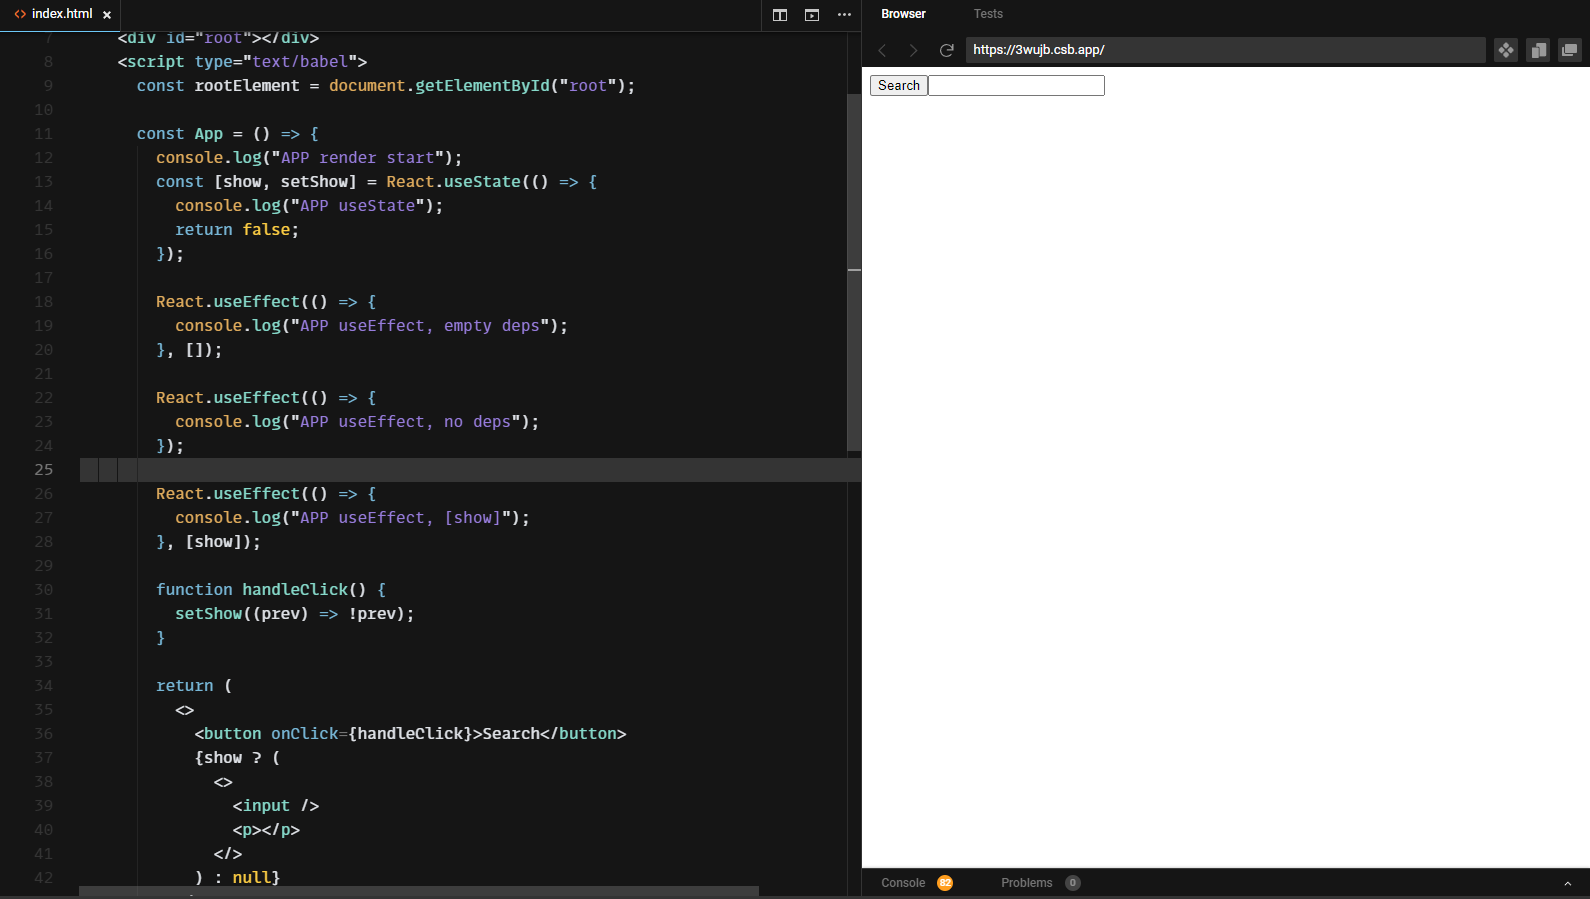 index.html
7 <div id="root"></div>
8 <script type="text/babel">
9 const rootElement = document.getElementById("root");
10
11 const App = () => {
12 console.log("APP render start");
13 const [show, setShow] = React.useState(() => {
14 console.log("APP useState");
15 return false;
16 });
17
18 React.useEffect(() => {
19 console.log("APP useEffect, empty deps");
20 }, []);
21
22 React.useEffect(() => {
23 console.log("APP useEffect, no deps");
24 });
25
26 React.useEffect(() => {
27 console.log("APP useEffect, [show]");
28 }, [show]);
29
30 function handleClick() {
31 setShow((prev) => !prev);
32 }
33
34 return (
35 <>
36 <button onClick={handleClick}>Search</button>
37 {show ? (
38 <>
39 <input />
40 <p></p>
41 </>
42 ) : null}
Browser Tests
https://3wujb.csb.app/
Search
Console 82 Problems 0